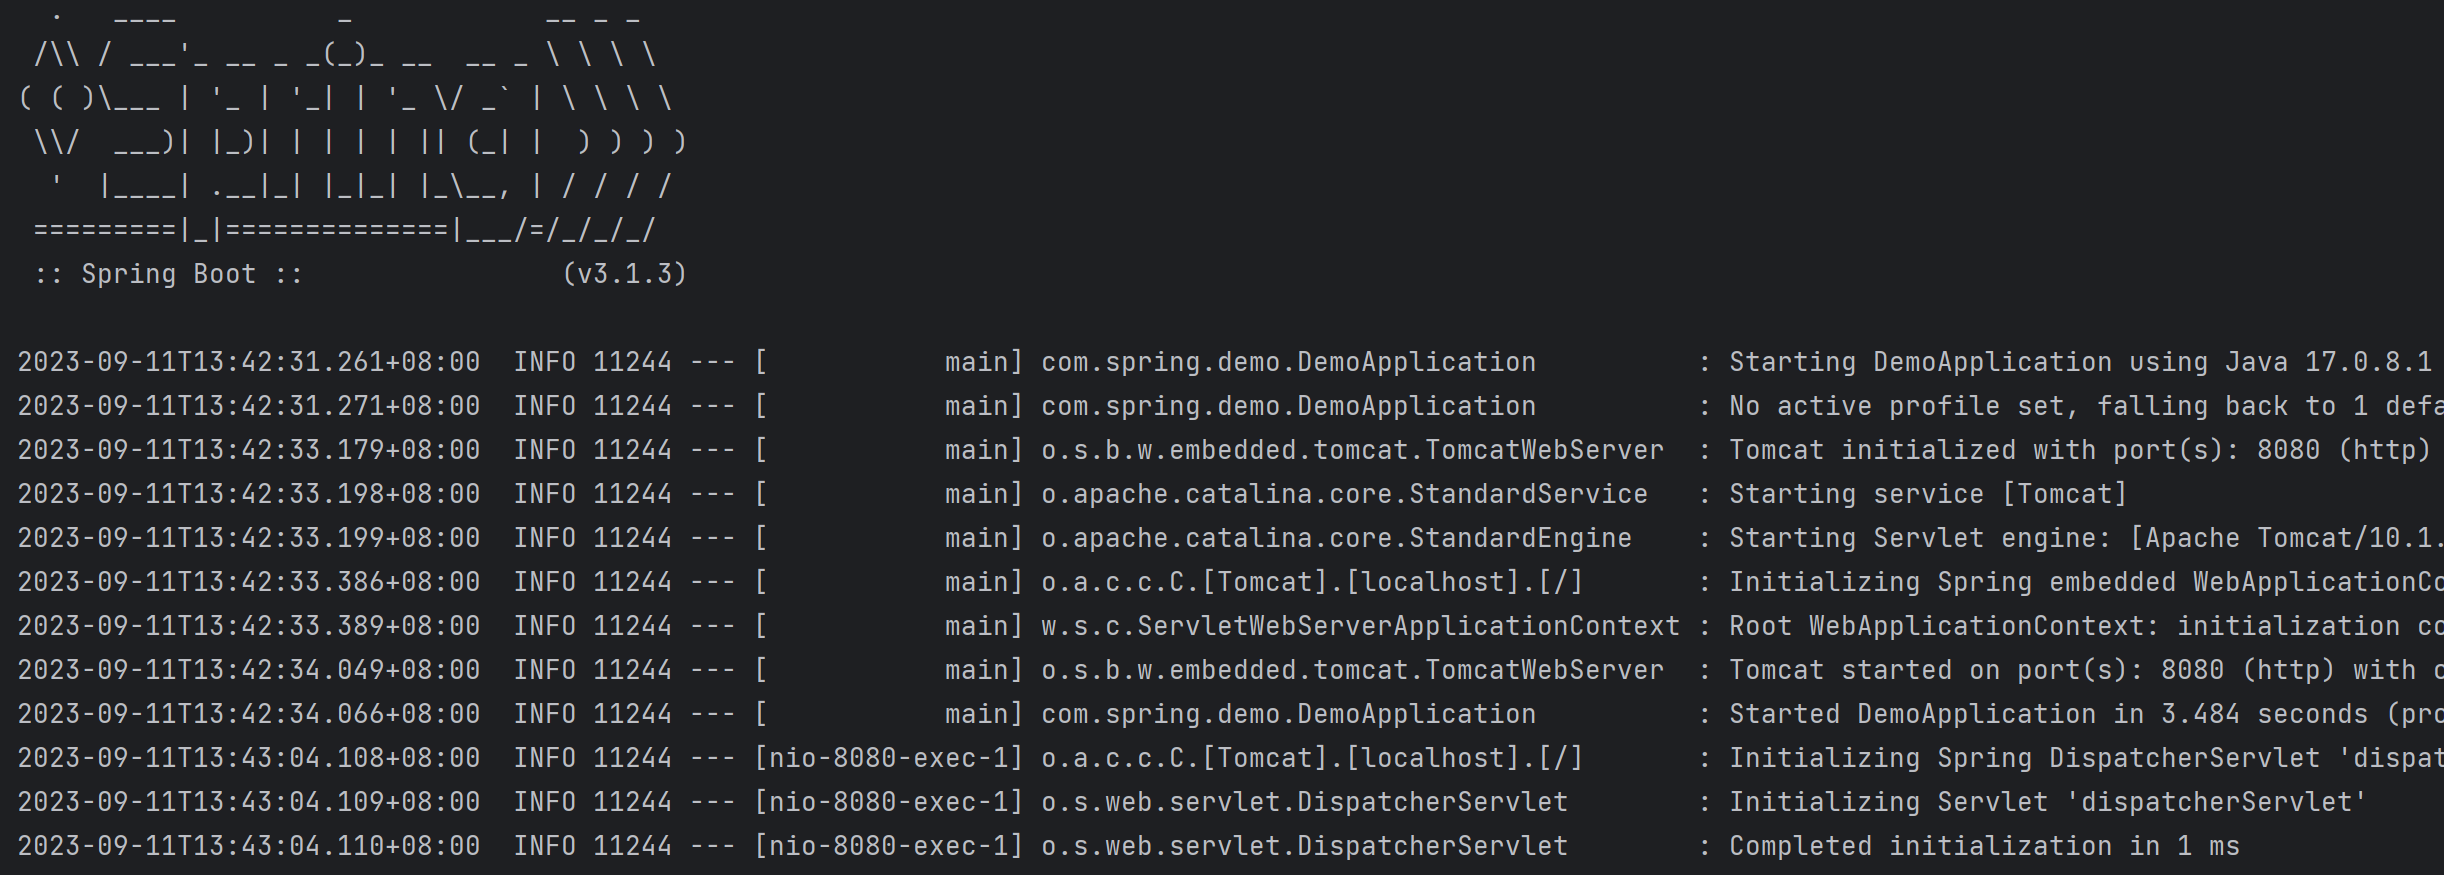 .   ____          _            __ _ _
 /\\ / ___'_ __ _ _(_)_ __  __ _ \ \ \ \
( ( )\___ | '_ | '_| | '_ \/ _` | \ \ \ \
 \\/  ___)| |_)| | | | | || (_| |  ) ) ) )
  '  |____| .__|_| |_|_| |_\__, | / / / /
 =========|_|==============|___/=/_/_/_/
 :: Spring Boot ::                (v3.1.3)

2023-09-11T13:42:31.261+08:00  INFO 11244 --- [           main] com.spring.demo.DemoApplication          : Starting DemoApplication using Java 17.0.8.1
2023-09-11T13:42:31.271+08:00  INFO 11244 --- [           main] com.spring.demo.DemoApplication          : No active profile set, falling back to 1 defa
2023-09-11T13:42:33.179+08:00  INFO 11244 --- [           main] o.s.b.w.embedded.tomcat.TomcatWebServer  : Tomcat initialized with port(s): 8080 (http)
2023-09-11T13:42:33.198+08:00  INFO 11244 --- [           main] o.apache.catalina.core.StandardService   : Starting service [Tomcat]
2023-09-11T13:42:33.199+08:00  INFO 11244 --- [           main] o.apache.catalina.core.StandardEngine    : Starting Servlet engine: [Apache Tomcat/10.1.
2023-09-11T13:42:33.386+08:00  INFO 11244 --- [           main] o.a.c.c.C.[Tomcat].[localhost].[/]       : Initializing Spring embedded WebApplicationCo
2023-09-11T13:42:33.389+08:00  INFO 11244 --- [           main] w.s.c.ServletWebServerApplicationContext : Root WebApplicationContext: initialization co
2023-09-11T13:42:34.049+08:00  INFO 11244 --- [           main] o.s.b.w.embedded.tomcat.TomcatWebServer  : Tomcat started on port(s): 8080 (http) with c
2023-09-11T13:42:34.066+08:00  INFO 11244 --- [           main] com.spring.demo.DemoApplication          : Started DemoApplication in 3.484 seconds (pro
2023-09-11T13:43:04.108+08:00  INFO 11244 --- [nio-8080-exec-1] o.a.c.c.C.[Tomcat].[localhost].[/]       : Initializing Spring DispatcherServlet 'dispat
2023-09-11T13:43:04.109+08:00  INFO 11244 --- [nio-8080-exec-1] o.s.web.servlet.DispatcherServlet        : Initializing Servlet 'dispatcherServlet'
2023-09-11T13:43:04.110+08:00  INFO 11244 --- [nio-8080-exec-1] o.s.web.servlet.DispatcherServlet        : Completed initialization in 1 ms